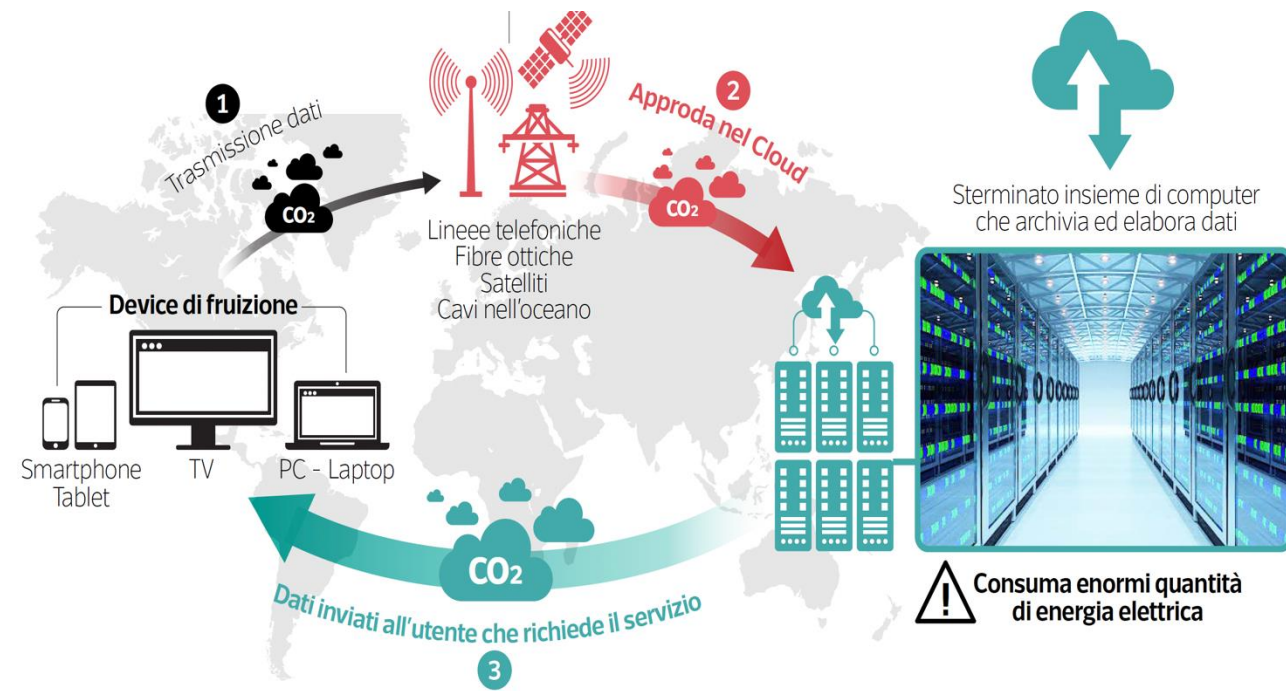 1
Trasmissione dati
CO2
Lineee telefoniche
Fibre ottiche
Satelliti
Cavi nell'oceano
2
Approda nel Cloud
CO2
Sterminato insieme di computer
che archivia ed elabora dati
Device di fruizione
Smartphone
Tablet
TV
PC - Laptop
CO2
Dati inviati all'utente che richiede il servizio
3
Consuma enormi quantità
di energia elettrica